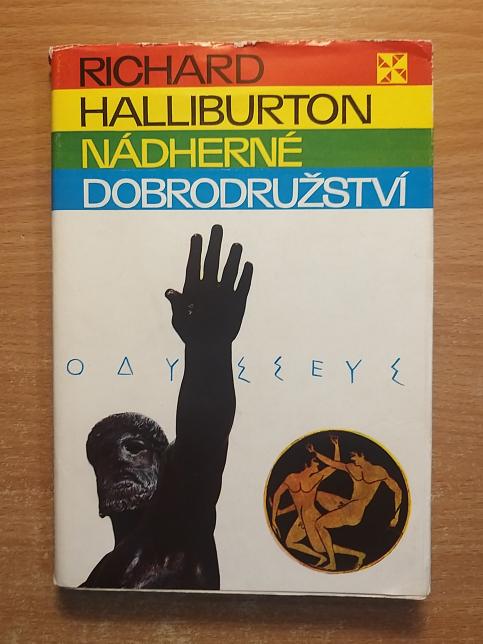 RICHARD
HALLIBURTON
NÁDHERNÉ
DOBRODRUŽSTVÍ
ΟΔΥΣΣΕΥΣ